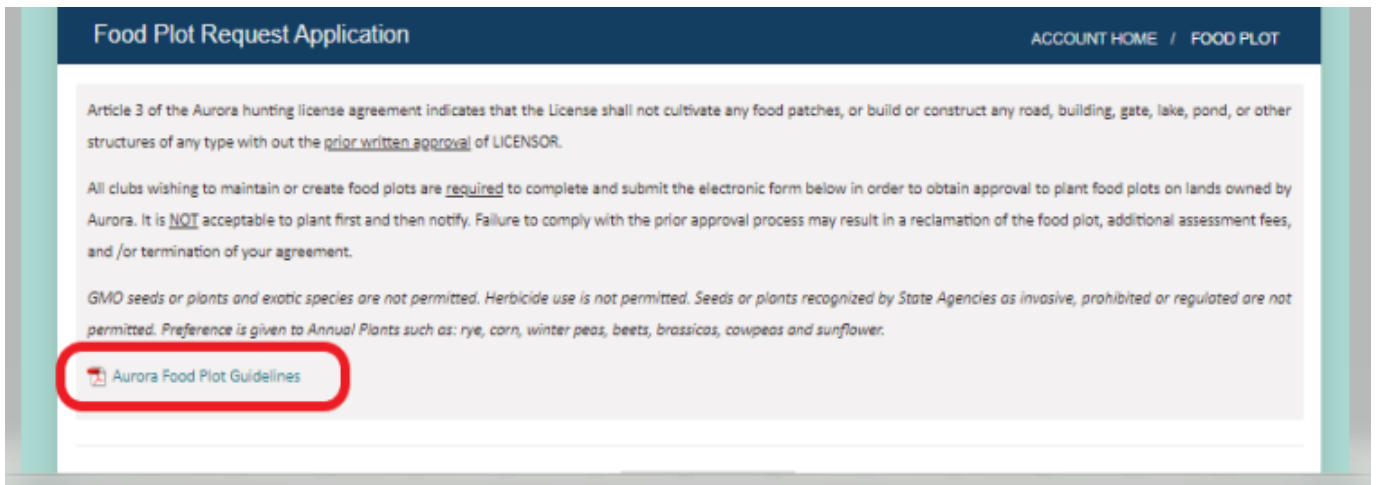 Food Plot Request Application
ACCOUNT HOME / FOOD PLOT
Article 3 of the Aurora hunting license agreement indicates that the License shall not cultivate any food patches, or build or construct any road, building, gate, lake, pond, or other
structures of any type with out the prior written approval of LICENSOR.
All clubs wishing to maintain or create food plots are required to complete and submit the electronic form below in order to obtain approval to plant food plots on lands owned by
Aurora. It is NOT acceptable to plant first and then notify. Failure to comply with the prior approval process may result in a reclamation of the food plot, additional assessment fees,
and /or termination of your agreement.
GMO seeds or plants and exotic species are not permitted. Herbicide use is not permitted. Seeds or plants recognized by State Agencies as invasive, prohibited or regulated are not
permitted. Preference is given to Annual Plants such as: rye, corn, winter peas, beets, brassicas, cowpeas and sunflower.
Aurora Food Plot Guidelines